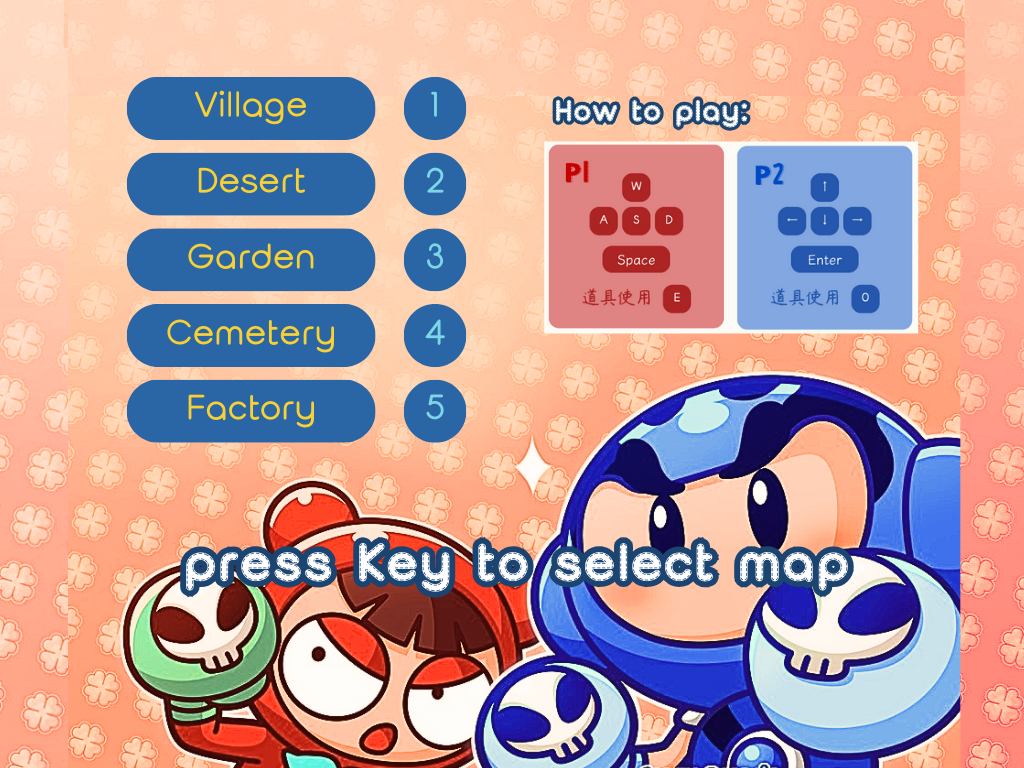 Village 1
Desert 2
Garden 3
Cemetery 4
Factory 5
How to play:
P1
W
A S D
Space
道具使用 E
P2
↑
← ↓ →
Enter
道具使用 0
press Key to select map